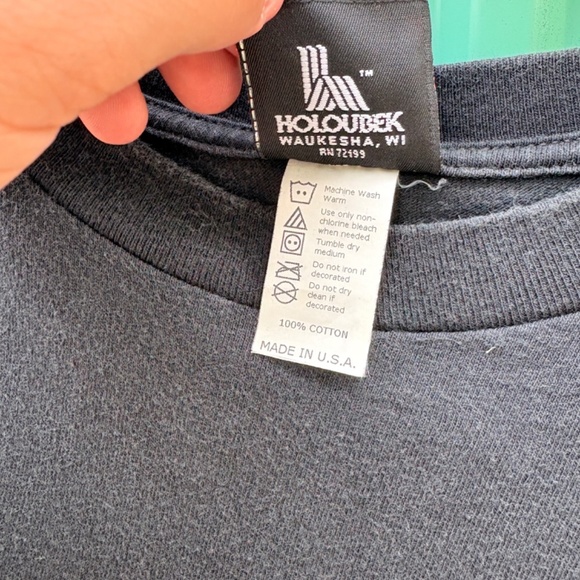 ™
HOLOUBEK
WAUKESHA, WI
RN 72199
Machine Wash
Warm
Use only non-
chlorine bleach
when needed
Tumble dry
medium
Do not iron if
decorated
Do not dry
clean if
decorated
100% COTTON
MADE IN U.S.A.